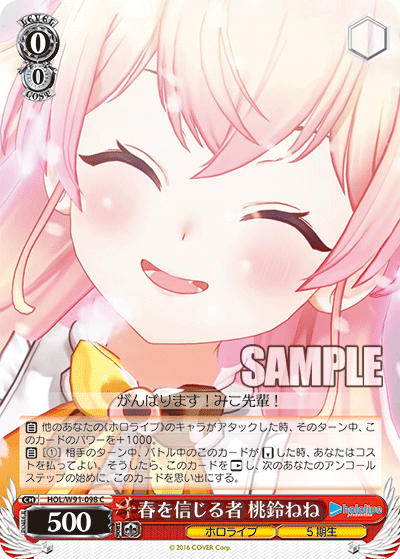 LEVEL
0
0
COST
SAMPLE
がんばります！みこ先輩！
自 他のあなたの《ホロライブ》のキャラがアタックした時、そのターン中、このカードのパワーを＋1000。
自 ［(1)］ 相手のターン中、バトル中のこのカードが した時、あなたはコストを払ってよい。そうしたら、このカードを し、次のあなたのアンコールステップの始めに、このカードを思い出にする。
CH HOL/W91-098 C
500
春を信じる者 桃鈴ねね
hololive
ホロライブ
5期生
© 2016 COVER Corp.